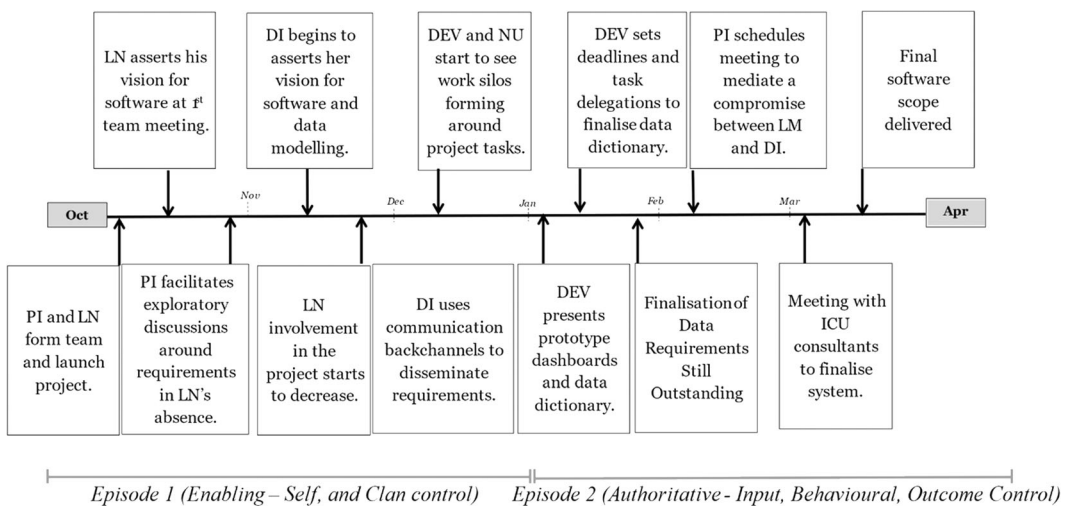 LN asserts his
vision for
software at 1st
team meeting.
DI begins to
asserts her
vision for
software and
data
modelling.
DEV and NU
start to see
work silos
forming
around
project tasks.
DEV sets
deadlines and
task
delegations to
finalise data
dictionary.
PI schedules
meeting to
mediate a
compromise
between LM
and DI.
Final
software
scope
delivered
Oct
Nov
Dec
Jan
Feb
Mar
Apr
PI and LN
form team
and launch
project.
PI facilitates
exploratory
discussions
around
requirements
in LN's
absence.
LN
involvement
in the
project starts
to decrease.
DI uses
communication
backchannels to
disseminate
requirements.
DEV
presents
prototype
dashboards
and data
dictionary.
Finalisation of
Data
Requirements
Still
Outstanding
Meeting with
ICU
consultants
to finalise
system.
Episode 1 (Enabling – Self, and Clan control)
Episode 2 (Authoritative - Input, Behavioural, Outcome Control)